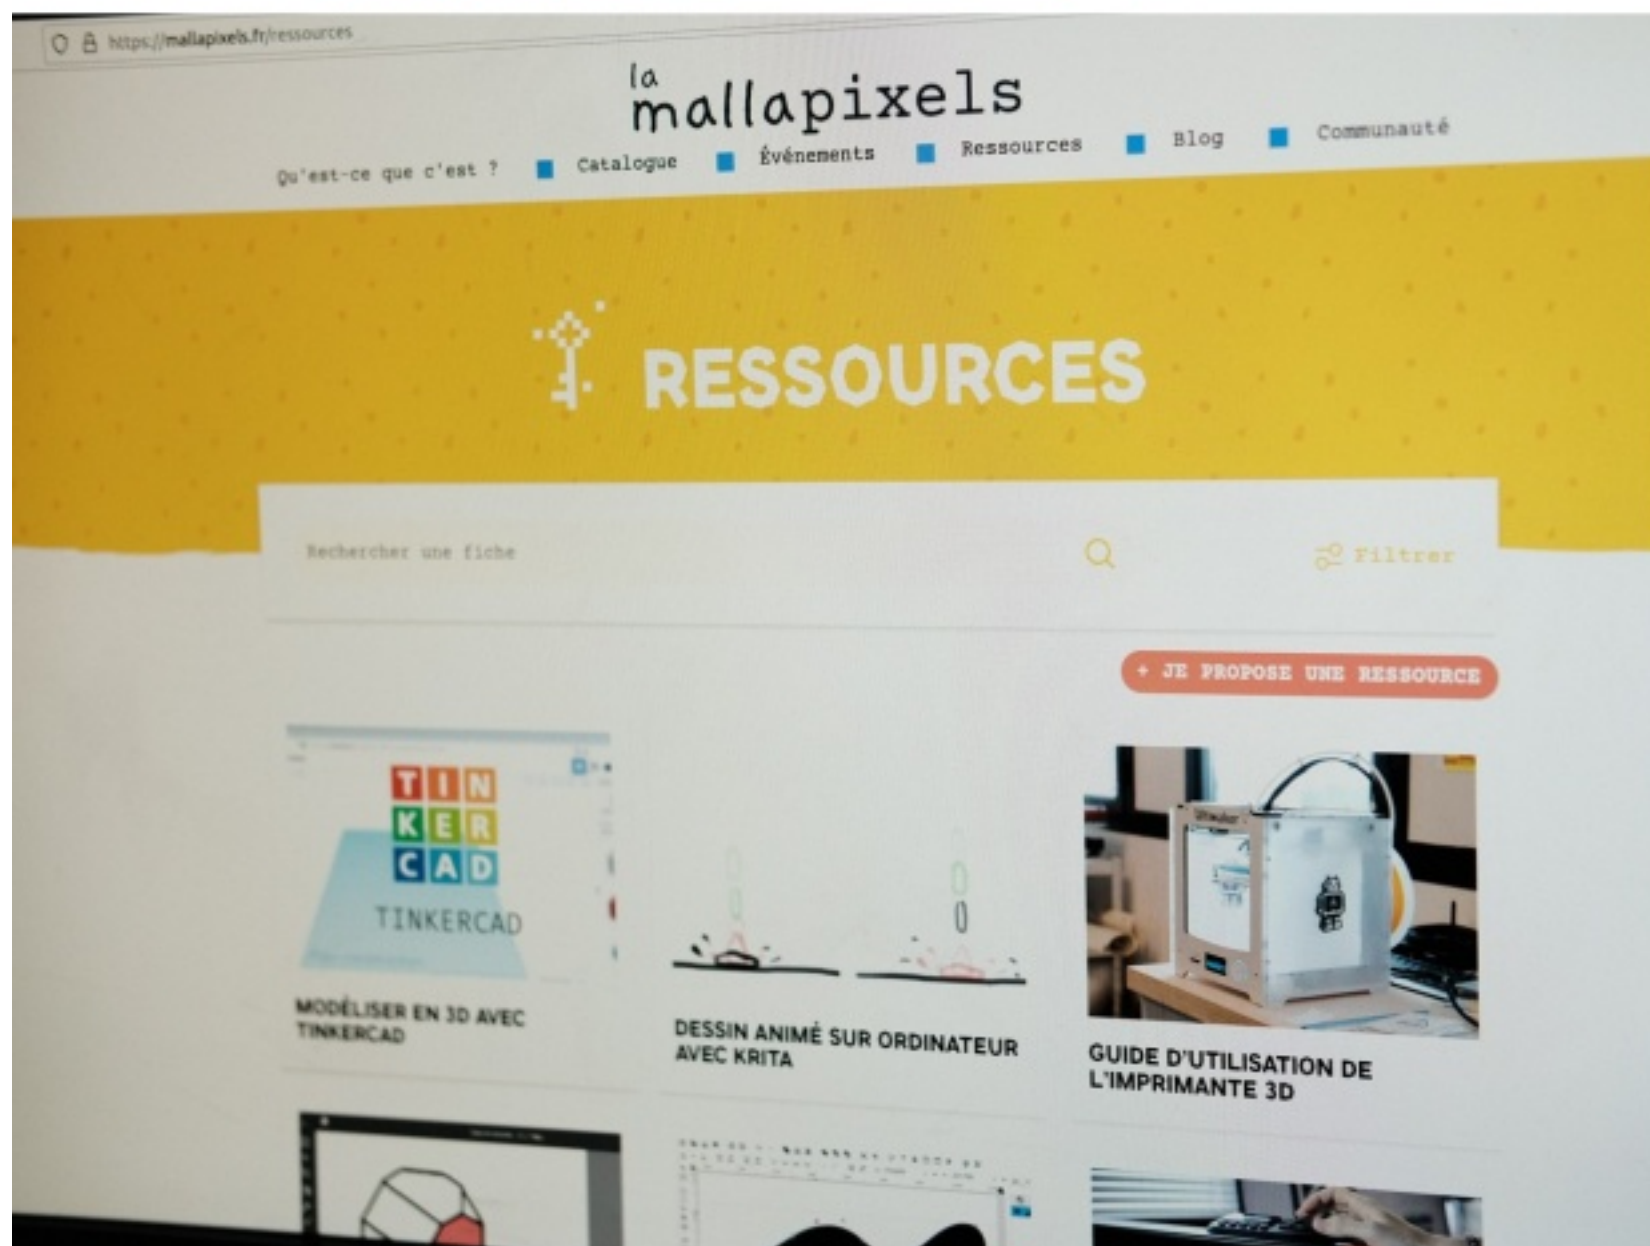 https://mallapixels.fr/ressources
la
mallapixels
Qu'est-ce que c'est ? Catalogue Événements Ressources Blog Communauté
RESSOURCES
Rechercher une fiche Filtrer
+ JE PROPOSE UNE RESSOURCE
TIN
KER
CAD
TINKERCAD
Ultimaker
MODÉLISER EN 3D AVEC
TINKERCAD
DESSIN ANIMÉ SUR ORDINATEUR
AVEC KRITA
GUIDE D'UTILISATION DE
L'IMPRIMANTE 3D